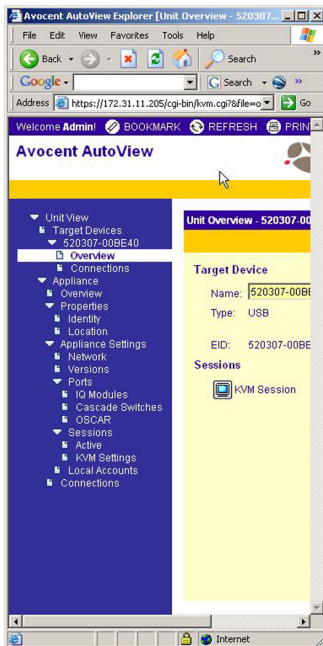 Avocent AutoView Explorer [Unit Overview - 520307...
File Edit View Favorites Tools Help
Back Search
Google Search »
Address https://172.31.11.205/cgi-bin/kvm.cgi?&file=o Go
Welcome Admin! BOOKMARK REFRESH PRIN
Avocent AutoView
Unit View
Target Devices
520307-00BE40
Overview
Connections
Appliance
Overview
Properties
Identity
Location
Appliance Settings
Network
Versions
Ports
IQ Modules
Cascade Switches
OSCAR
Sessions
Active
KVM Settings
Local Accounts
Connections
Unit Overview - 520307-00
Target Device
Name: 520307-00BE
Type: USB
EID: 520307-00BE
Sessions
KVM Session
Internet